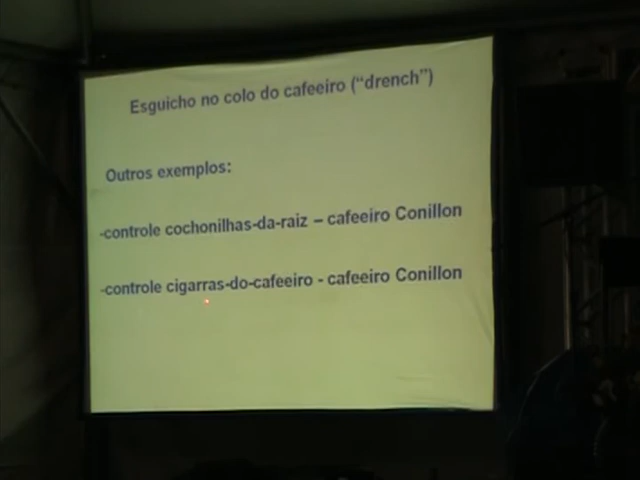 Esguicho no colo do cafeeiro (“drench”)
Outros exemplos:
-controle cochonilhas-da-raiz – cafeeiro Conillon
-controle cigarras-do-cafeeiro - cafeeiro Conillon